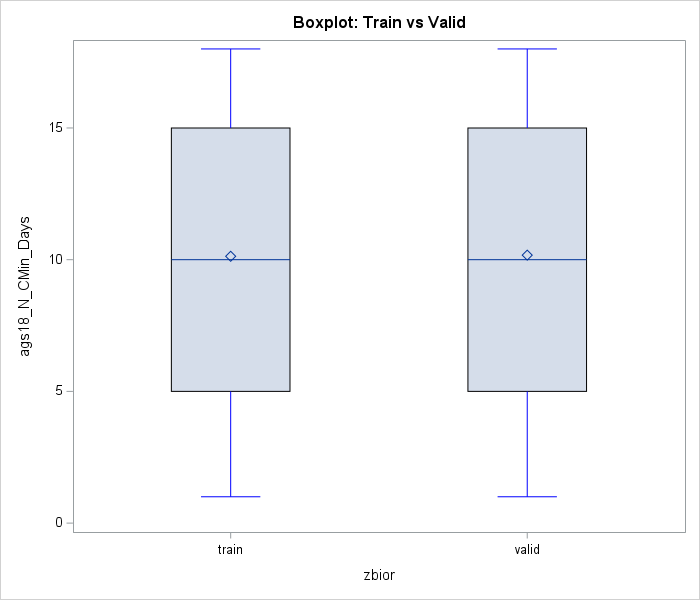 Boxplot: Train vs Valid
ags18_N_CMin_Days
15
10
5
0
train
valid
zbior